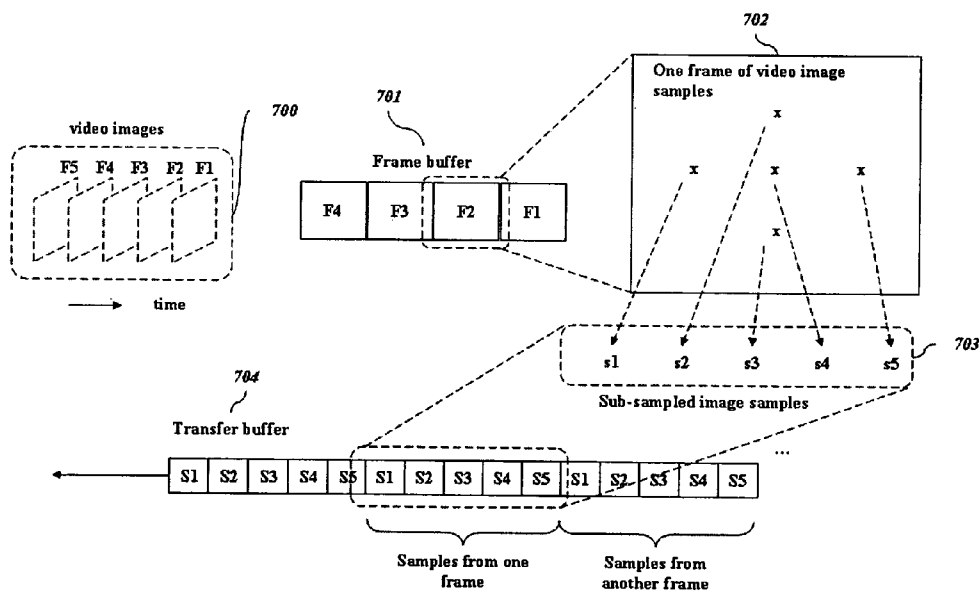 702
One frame of video image
samples
701
700
video images
F5 F4 F3 F2 F1
Frame buffer
F4 F3 F2 F1
x
x x x
x
time
s1 s2 s3 s4 s5
703
Sub-sampled image samples
704
Transfer buffer
...
S1 S2 S3 S4 S5 S1 S2 S3 S4 S5 S1 S2 S3 S4 S5
Samples from one
frame
Samples from
another frame